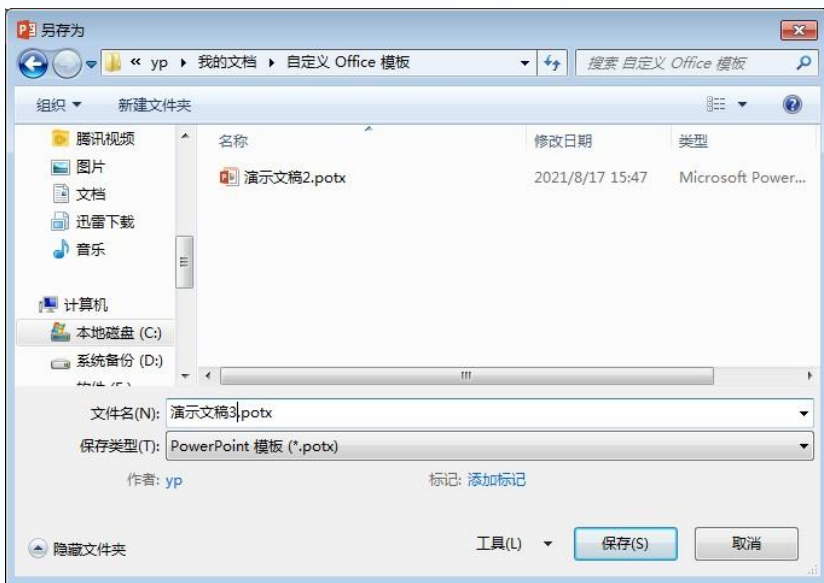 另存为
« yp ▸ 我的文档 ▸ 自定义 Office 模板
搜索 自定义 Office 模板
组织 新建文件夹
腾讯视频
图片
文档
迅雷下载
音乐
计算机
本地磁盘 (C:)
系统备份 (D:)
名称 修改日期 类型
演示文稿2.potx 2021/8/17 15:47 Microsoft Power...
文件名(N): 演示文稿3.potx
保存类型(T): PowerPoint 模板 (*.potx)
作者: yp 标记: 添加标记
隐藏文件夹 工具(L) 保存(S) 取消